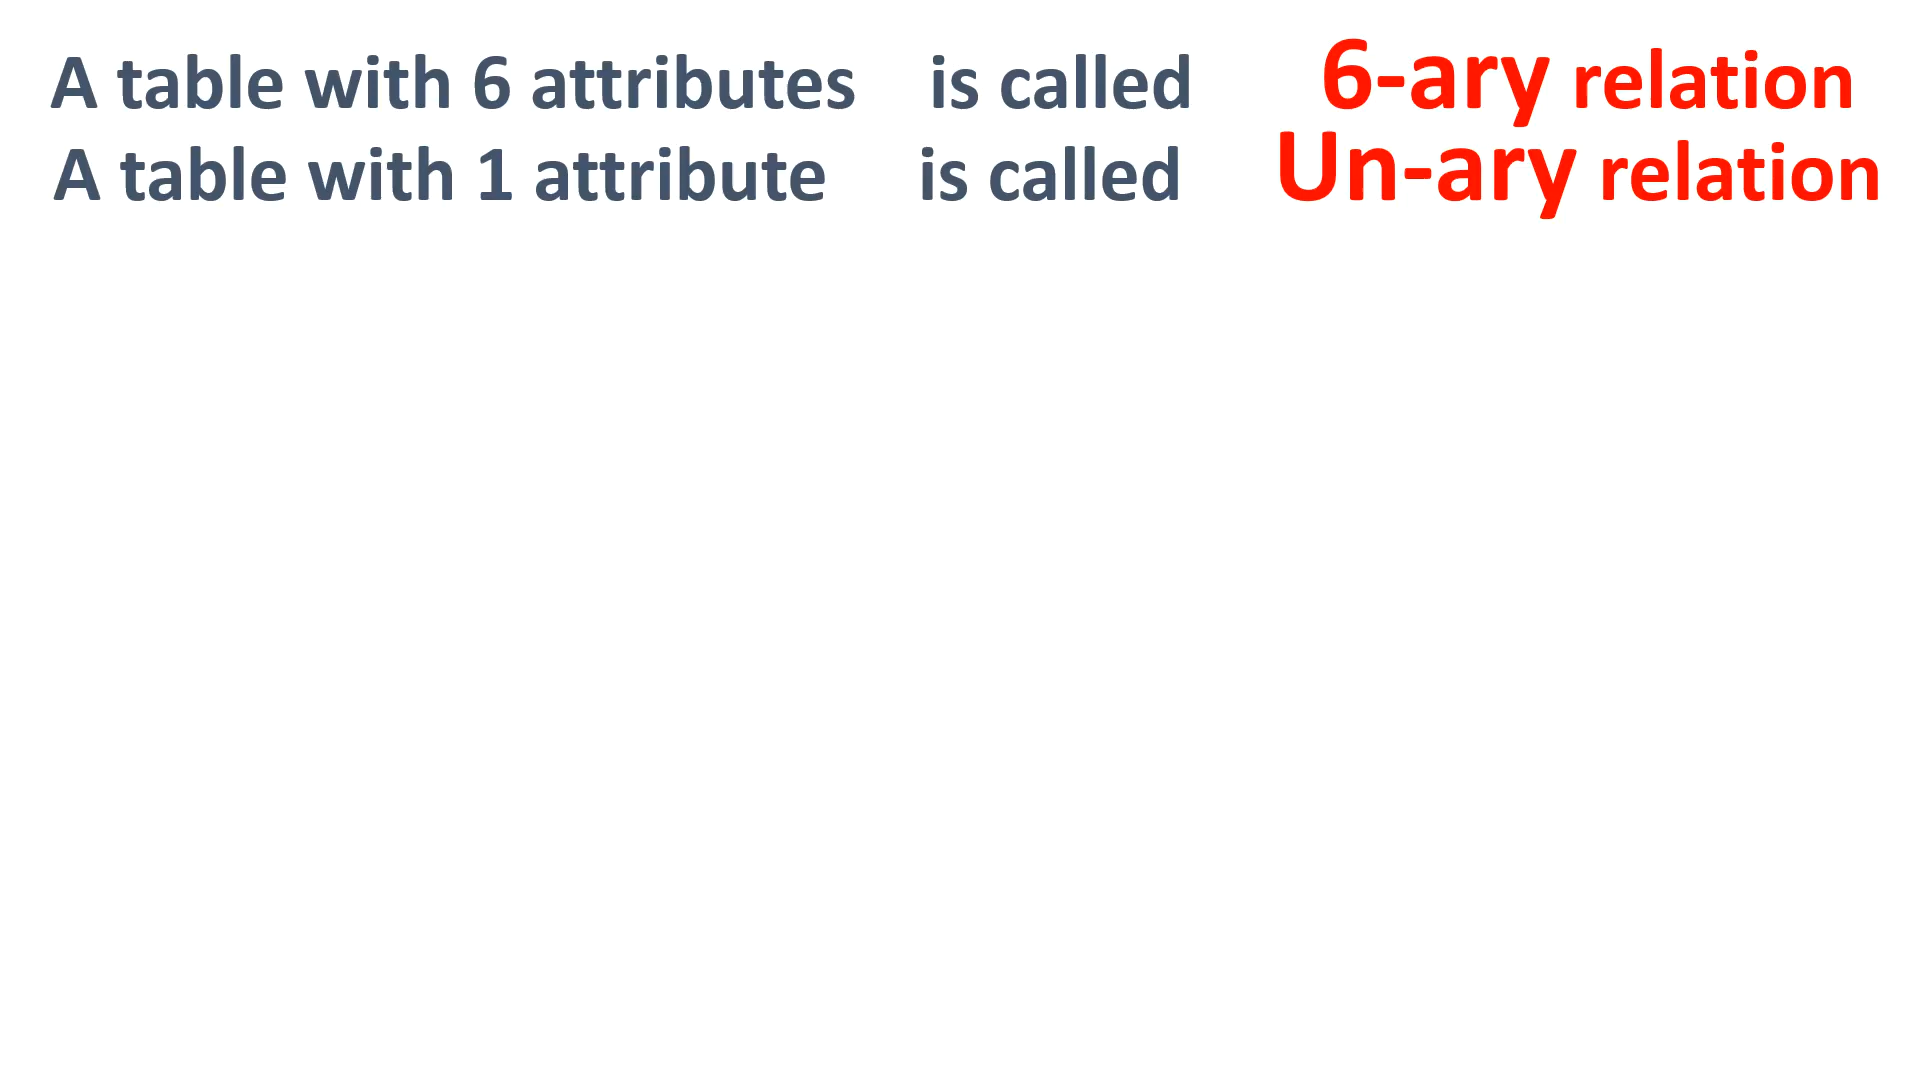 A table with 6 attributes is called 6-ary relation
A table with 1 attribute is called Un-ary relation